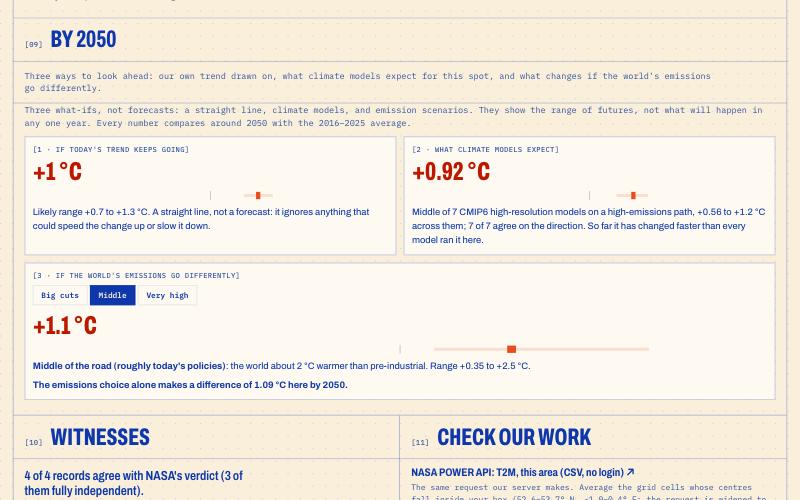 [09] BY 2050
Three ways to look ahead: our own trend drawn on, what climate models expect for this spot, and what changes if the world's emissions
go differently.
Three what-ifs, not forecasts: a straight line, climate models, and emission scenarios. They show the range of futures, not what will happen in
any one year. Every number compares around 2050 with the 2016–2025 average.
[1 · IF TODAY'S TREND KEEPS GOING]
+1 °C
Likely range +0.7 to +1.3 °C. A straight line, not a forecast: it ignores anything that
could speed the change up or slow it down.
[2 · WHAT CLIMATE MODELS EXPECT]
+0.92 °C
Middle of 7 CMIP6 high-resolution models on a high-emissions path, +0.56 to +1.2 °C
across them; 7 of 7 agree on the direction. So far it has changed faster than every
model ran it here.
[3 · IF THE WORLD'S EMISSIONS GO DIFFERENTLY]
Big cuts Middle Very high
+1.1 °C
Middle of the road (roughly today's policies): the world about 2 °C warmer than pre-industrial. Range +0.35 to +2.5 °C.
The emissions choice alone makes a difference of 1.09 °C here by 2050.
[10] WITNESSES
4 of 4 records agree with NASA's verdict (3 of
them fully independent).
[11] CHECK OUR WORK
NASA POWER API: T2M, this area (CSV, no login) ↗
The same request our server makes. Average the grid cells whose centres